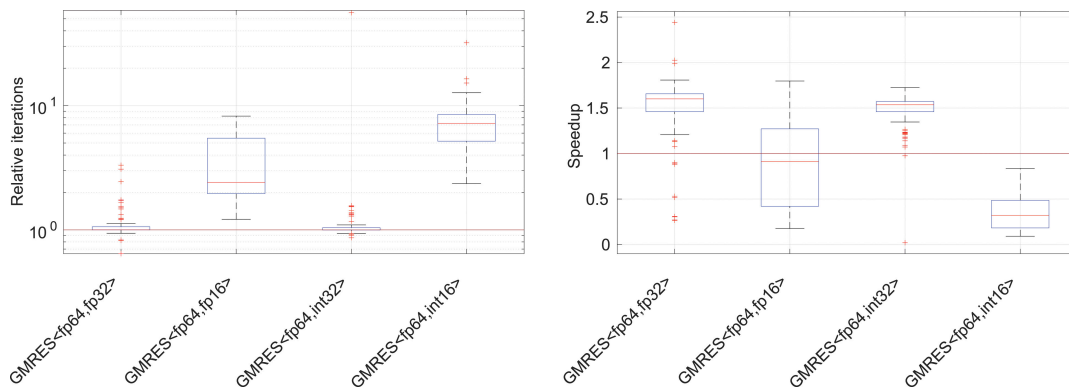 Relative iterations
10^1
10^0
GMRES<fp64,fp32>
GMRES<fp64,fp16>
GMRES<fp64,int32>
GMRES<fp64,int16>
Speedup
2.5
2
1.5
1
0.5
0
GMRES<fp64,fp32>
GMRES<fp64,fp16>
GMRES<fp64,int32>
GMRES<fp64,int16>